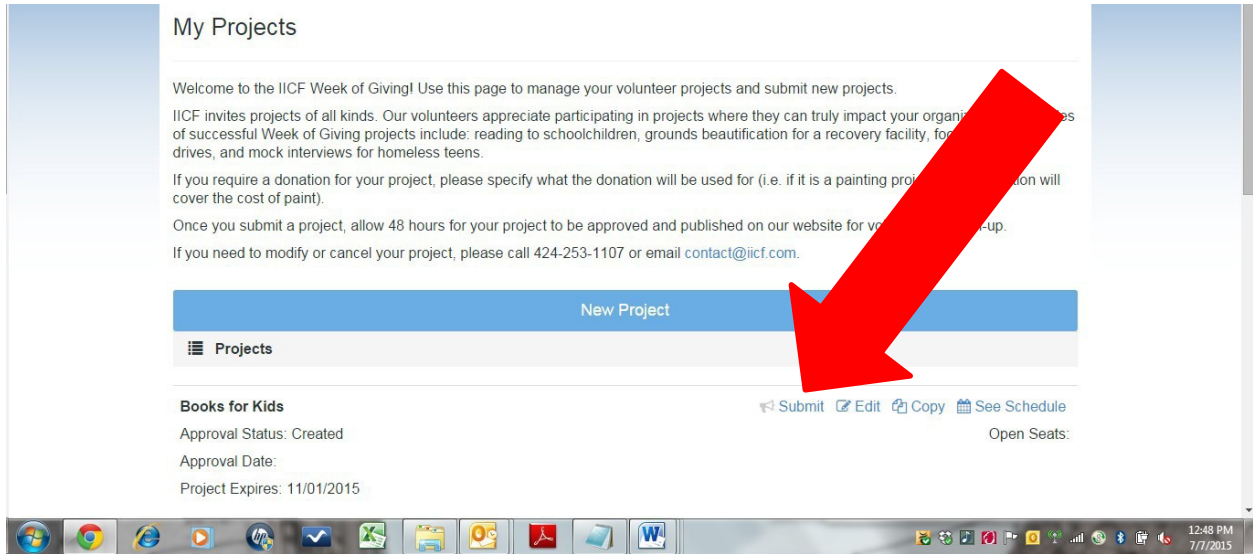 My Projects
Welcome to the IICF Week of Giving! Use this page to manage your volunteer projects and submit new projects.
IICF invites projects of all kinds. Our volunteers appreciate participating in projects where they can truly impact your
of successful Week of Giving projects include: reading to schoolchildren, grounds beautification for a recovery facility,
drives, and mock interviews for homeless teens.
If you require a donation for your project, please specify what the donation will be used for (i.e. if it is a painting will
cover the cost of paint).
Once you submit a project, allow 48 hours for your project to be approved and published on our website for
If you need to modify or cancel your project, please call 424-253-1107 or email contact@iicf.com.
New Project
Projects
Books for Kids
Submit Edit Copy See Schedule
Approval Status: Created
Open Seats:
Approval Date:
Project Expires: 11/01/2015
12:48 PM
7/7/2015